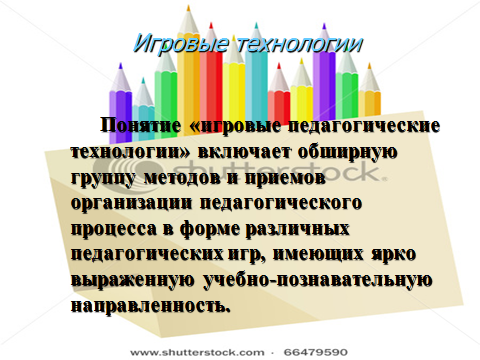 Игровые технологии
Понятие «игровые педагогические
технологии» включает обширную
группу методов и приемов
организации педагогического
процесса в форме различных
педагогических игр, имеющих ярко
выраженную учебно-познавательную
направленность.
shutterstock
www.shutterstock.com · 66479590